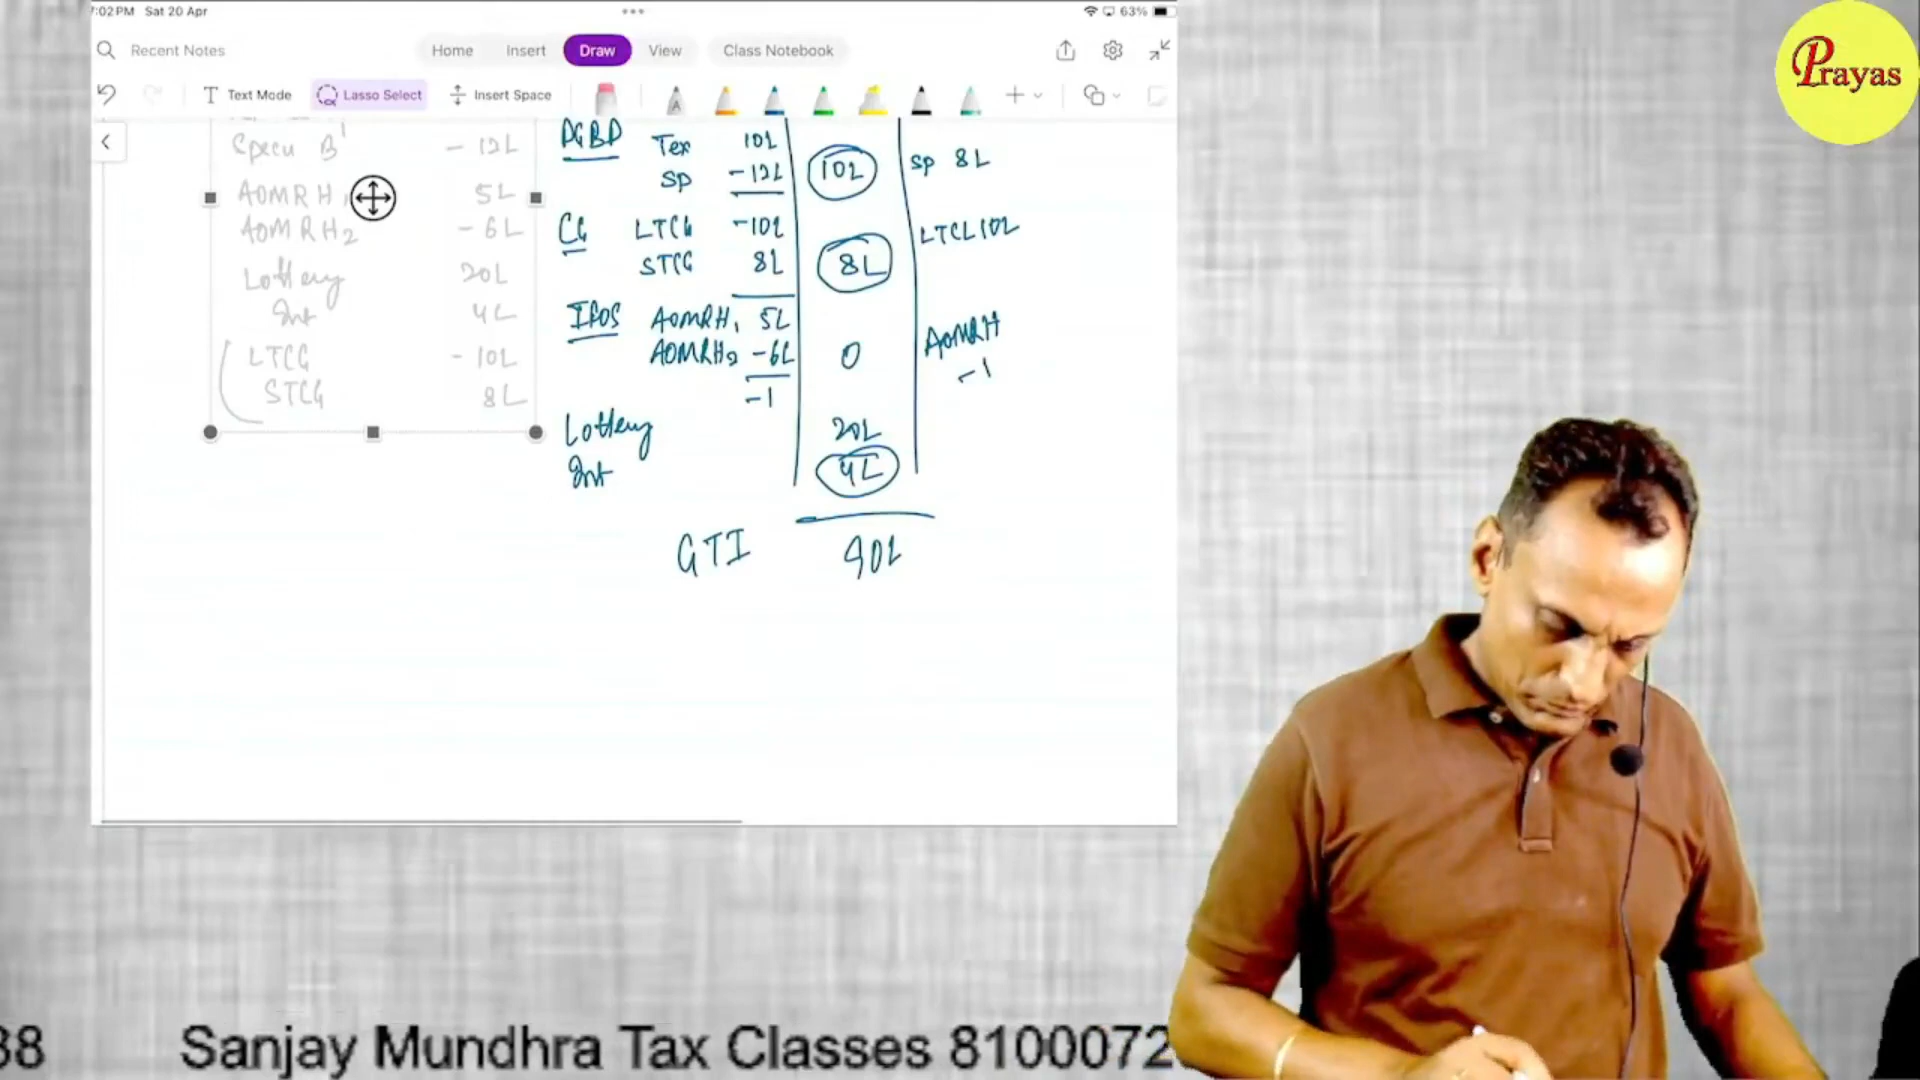 7:02PM Sat 20 Apr
63%
Recent Notes
Home Insert Draw View Class Notebook
Text Mode Lasso Select Insert Space
Prayas
Specu B - 12L
AOMRH1 5L
AOMRH2 - 6L
Lottery 20L
Int 4L
LTCG - 10L
STCG 8L
PGBP Tex 10L 10L SP 8L
SP -12L
CG LTCG -10L LTCL 10L
STCG 8L 8L
IFOS AOMRH1 5L AOMRH
AOMRH2 -6L 0 -1
-1
Lottery 20L
Int 4L
GTI 90L
38 Sanjay Mundhra Tax Classes 8100072